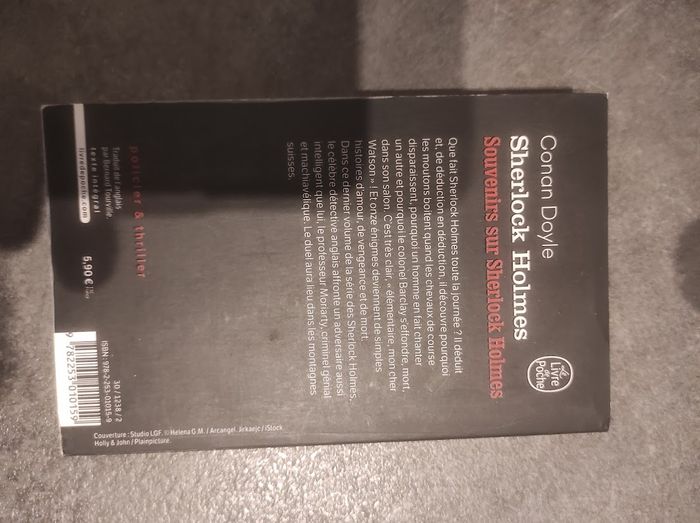 Conan Doyle
Sherlock Holmes
Souvenirs sur Sherlock Holmes
Le
Livre
de
Poche
Que fait Sherlock Holmes toute la journée ? Il déduit
et, de déduction en déduction, il découvre pourquoi
les moutons boitent quand les chevaux de course
disparaissent, pourquoi un homme en fait chanter
un autre et pourquoi le colonel Barclay s'effondre, mort,
dans son salon. C'est très clair, « élémentaire, mon cher
Watson » ! Et onze énigmes deviennent de simples
histoires d'amour, de vengeance et de mort.
Dans ce dernier volume de la série des Sherlock Holmes,
le célèbre détective anglais affronte un adversaire aussi
intelligent que lui, le professeur Moriarty, criminel génial
et machiavélique. Le duel aura lieu dans les montagnes
suisses.
policier & thriller
Traduit de l'anglais
par Bernard Tourville.
texte intégral
livredepoche.com
5,90 €
30 / 1238 / 2
ISBN : 978-2-253-01015-9
9 782253 010159
Couverture : Studio LGF. © Helena G.M. / Arcangel. Jirkaejc / iStock.
Holly & John / Plainpicture.